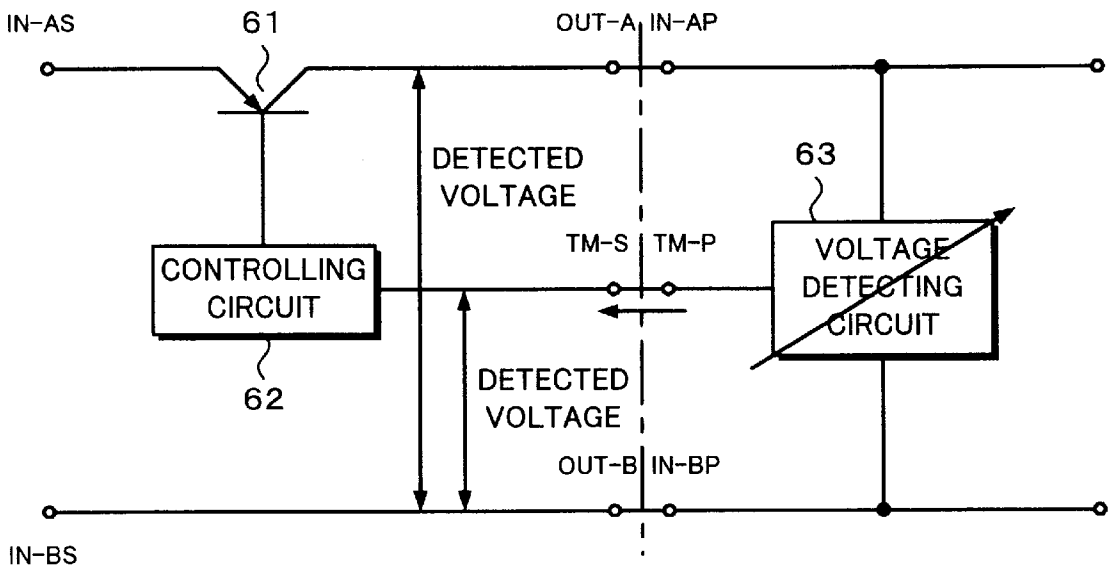 IN-AS
61
OUT-A
IN-AP
DETECTED
VOLTAGE
63
TM-S
TM-P
CONTROLLING
CIRCUIT
VOLTAGE
DETECTING
CIRCUIT
62
DETECTED
VOLTAGE
OUT-B
IN-BP
IN-BS